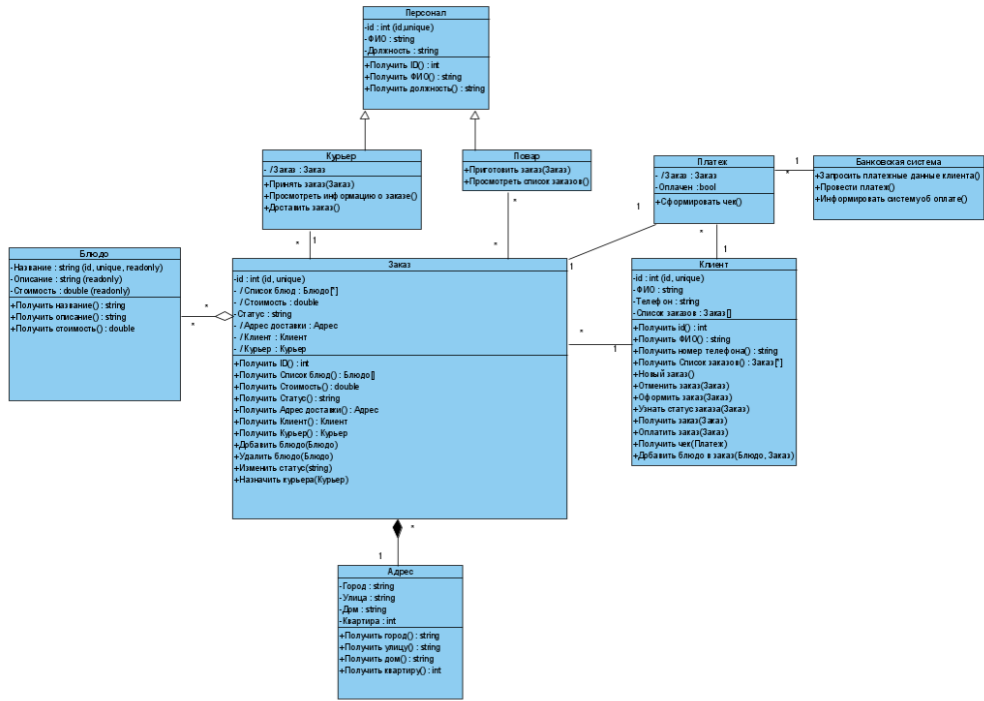 Персонал
-id : int (id,unique)
-ФИО : string
-Должность : string
+Получить ID() : int
+Получить ФИО() : string
+Получить должность() : string
Курьер
- /Заказ : Заказ
+Принять заказ(Заказ)
+Просмотреть информацию о заказе()
+Доставить заказ()
Повар
+Приготовить заказ(Заказ)
+Просмотреть список заказов()
Платеж
- /Заказ : Заказ
-Оплачен : bool
+Сформировать чек()
1
*
Банковская система
+Запросить платежные данные клиента()
+Провести платеж()
+Информировать систему об оплате()
*
1
*
1
1
*
1
Блюдо
-Название : string (id, unique, readonly)
-Описание : string (readonly)
-Стоимость : double (readonly)
+Получить название() : string
+Получить описание() : string
+Получить стоимость() : double
*
*
Заказ
-id : int (id, unique)
- /Список блюд : Блюдо[*]
- /Стоимость : double
-Статус : string
- /Адрес доставки : Адрес
- /Клиент : Клиент
- /Курьер : Курьер
+Получить ID() : int
+Получить Список блюд() : Блюдо[]
+Получить Стоимость() : double
+Получить Статус() : string
+Получить Адрес доставки() : Адрес
+Получить Клиент() : Клиент
+Получить Курьер() : Курьер
+Добавить блюдо(Блюдо)
+Удалить блюдо(Блюдо)
+Изменить статус(string)
+Назначить курьера(Курьер)
*
1
Клиент
-id : int (id, unique)
-ФИО : string
-Телефон : string
-Список заказов : Заказ[]
+Получить id() : int
+Получить ФИО() : string
+Получить номер телефона() : string
+Получить Список заказов() : Заказ[*]
+Новый заказ()
+Отменить заказ(Заказ)
+Оформить заказ(Заказ)
+Узнать статус заказа(Заказ)
+Получить заказ(Заказ)
+Оплатить заказ(Заказ)
+Получить чек(Платеж)
+Добавить блюдо в заказ(Блюдо, Заказ)
*
1
Адрес
-Город : string
-Улица : string
-Дом : string
-Квартира : int
+Получить город() : string
+Получить улицу() : string
+Получить дом() : string
+Получить квартиру() : int